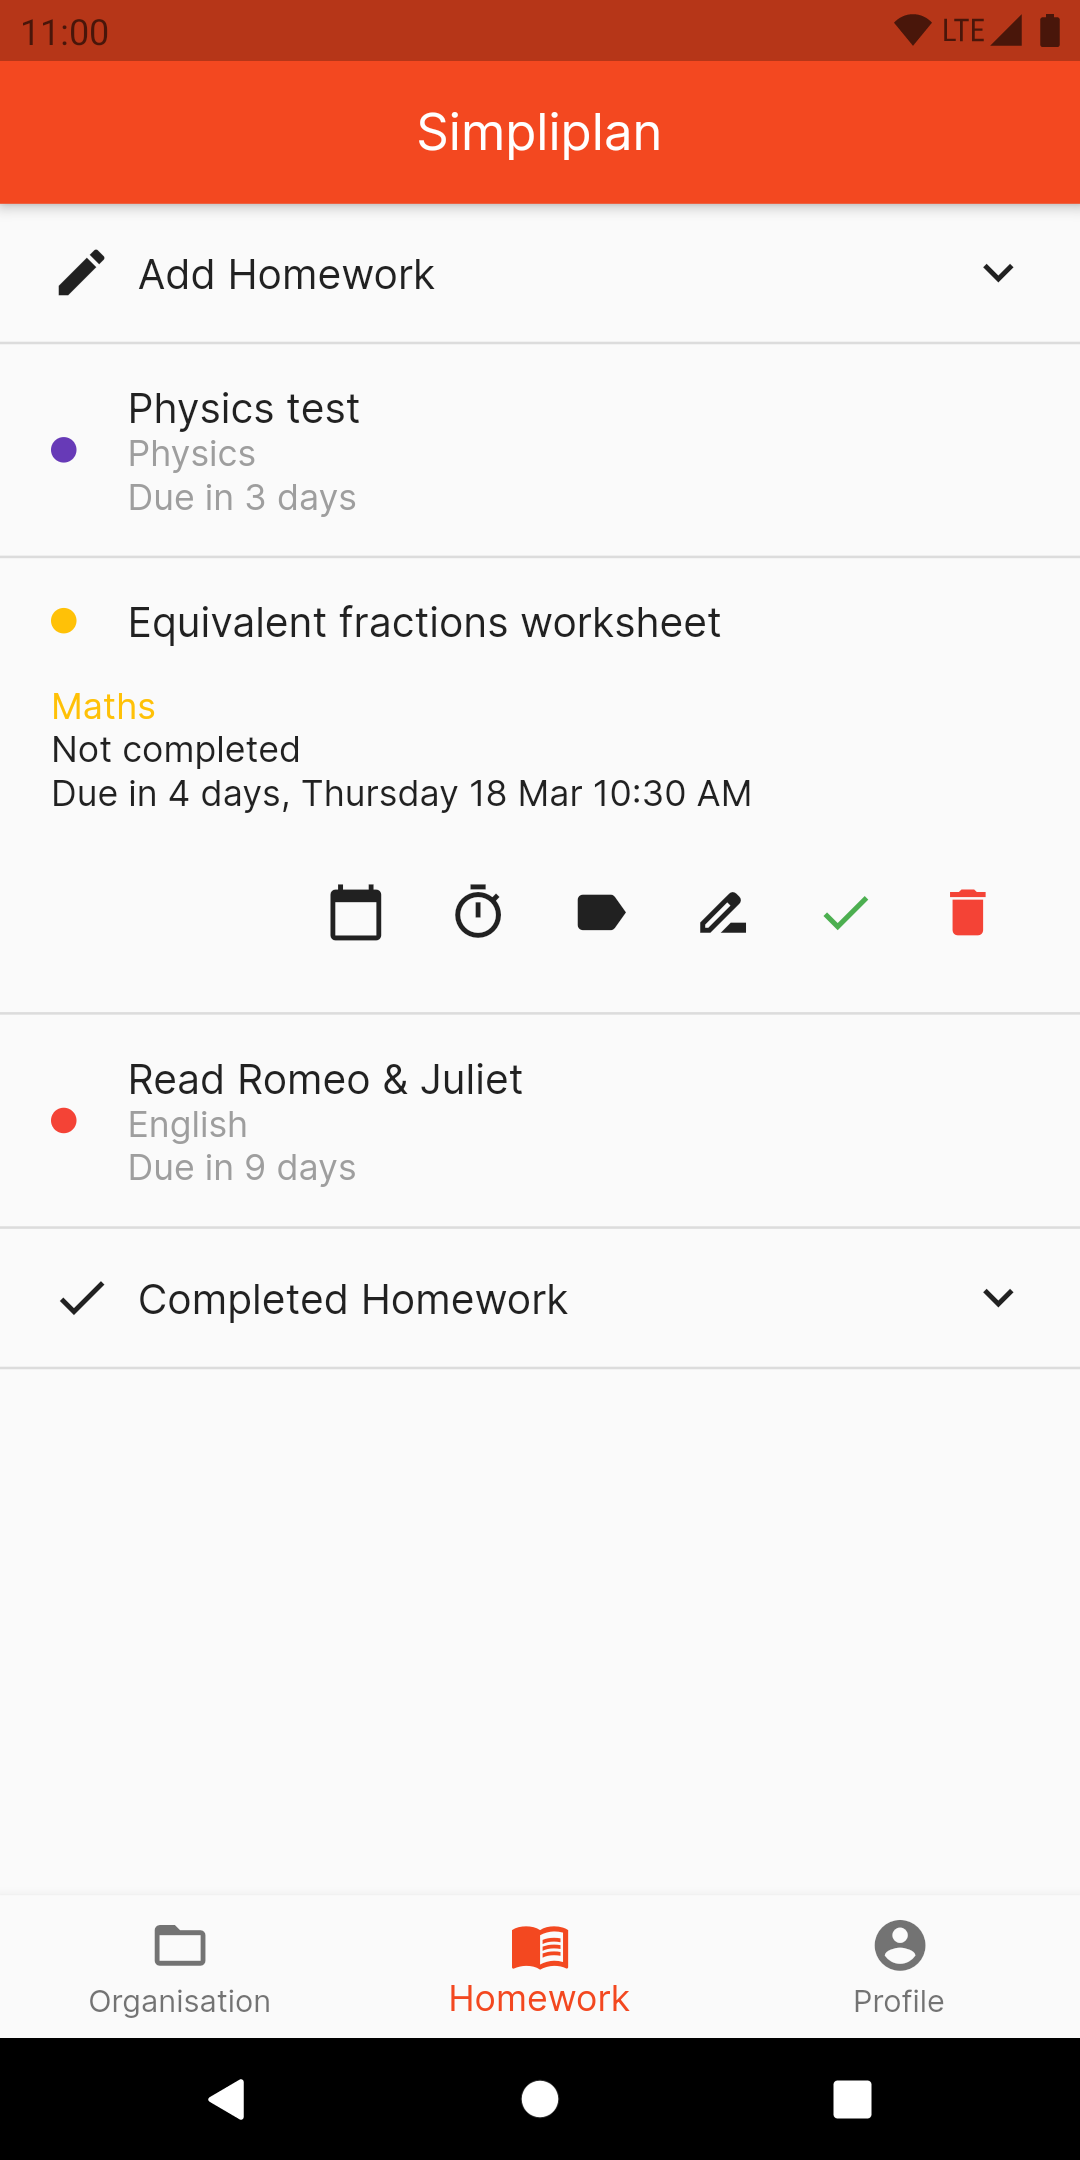 11:00
LTE
Simpliplan
Add Homework
Physics test
Physics
Due in 3 days
Equivalent fractions worksheet
Maths
Not completed
Due in 4 days, Thursday 18 Mar 10:30 AM
Read Romeo & Juliet
English
Due in 9 days
Completed Homework
Organisation
Homework
Profile